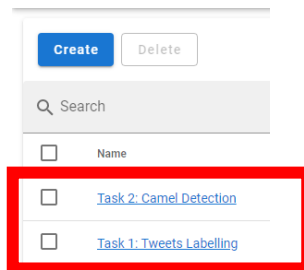 Create Delete
Search
Name
Task 2: Camel Detection
Task 1: Tweets Labelling